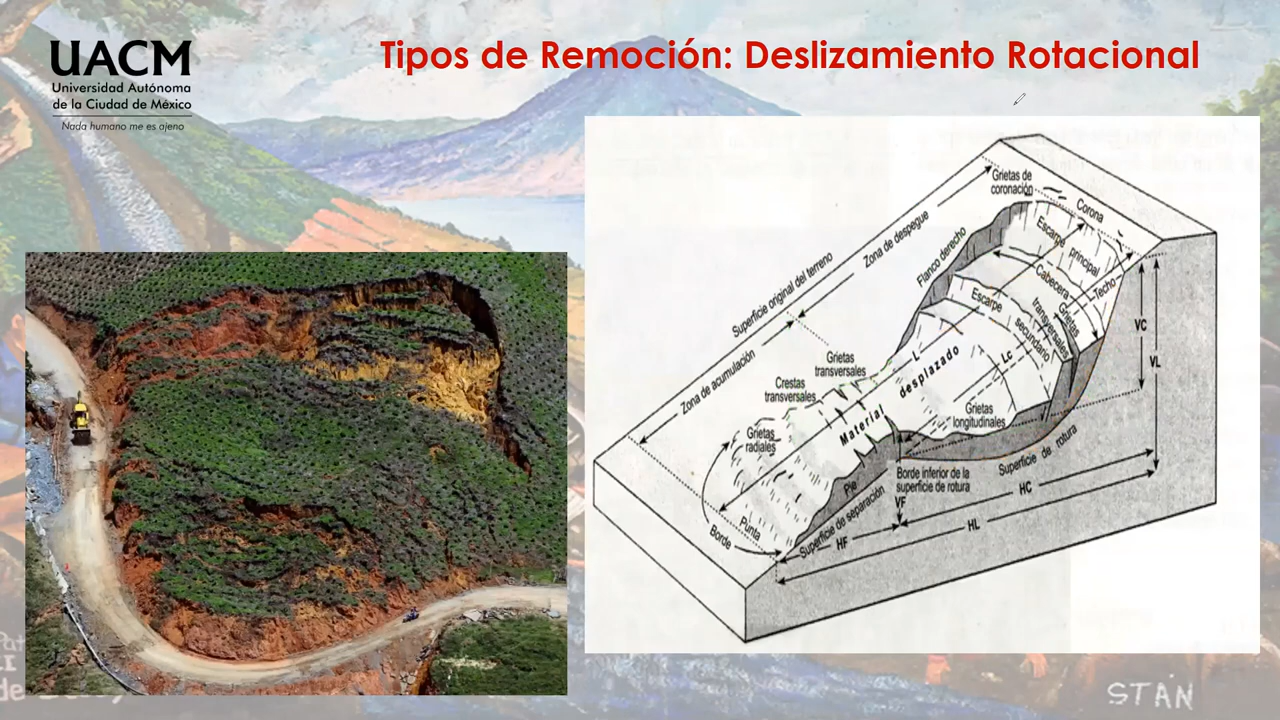 UACM
Universidad Autónoma
de la Ciudad de México
Nada humano me es ajeno
Tipos de Remoción: Deslizamiento Rotacional
Grietas de
coronación
Corona
Zona de despegue
Flanco derecho
Escarpe principal
Superficie original del terreno
Cabecera
Techo
Escarpe
secundario
Grietas
transversales
VC
VL
Zona de acumulación
Grietas
transversales
L
Lc
Crestas
transversales
Material desplazado
Grietas
longitudinales
Grietas
radiales
Superficie de rotura
Borde inferior de la
superficie de rotura
Pie
VF
HC
Superficie de separación
Punta
Borde
HF
HL
de
STAN